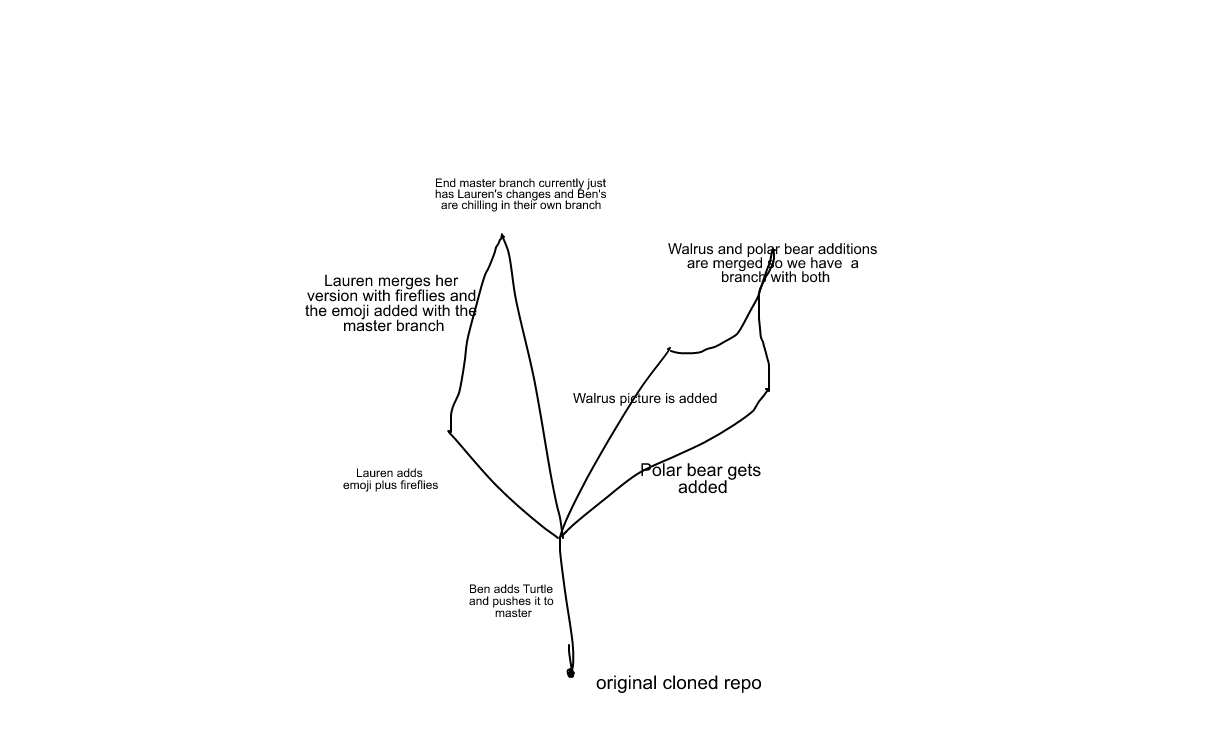 End master branch currently just
has Lauren's changes and Ben's
are chilling in their own branch
Walrus and polar bear additions
are merged so we have  a
branch with both
Lauren merges her
version with fireflies and
the emoji added with the
master branch
Walrus picture is added
Polar bear gets
added
Lauren adds
emoji plus fireflies
Ben adds Turtle
and pushes it to
master
original cloned repo